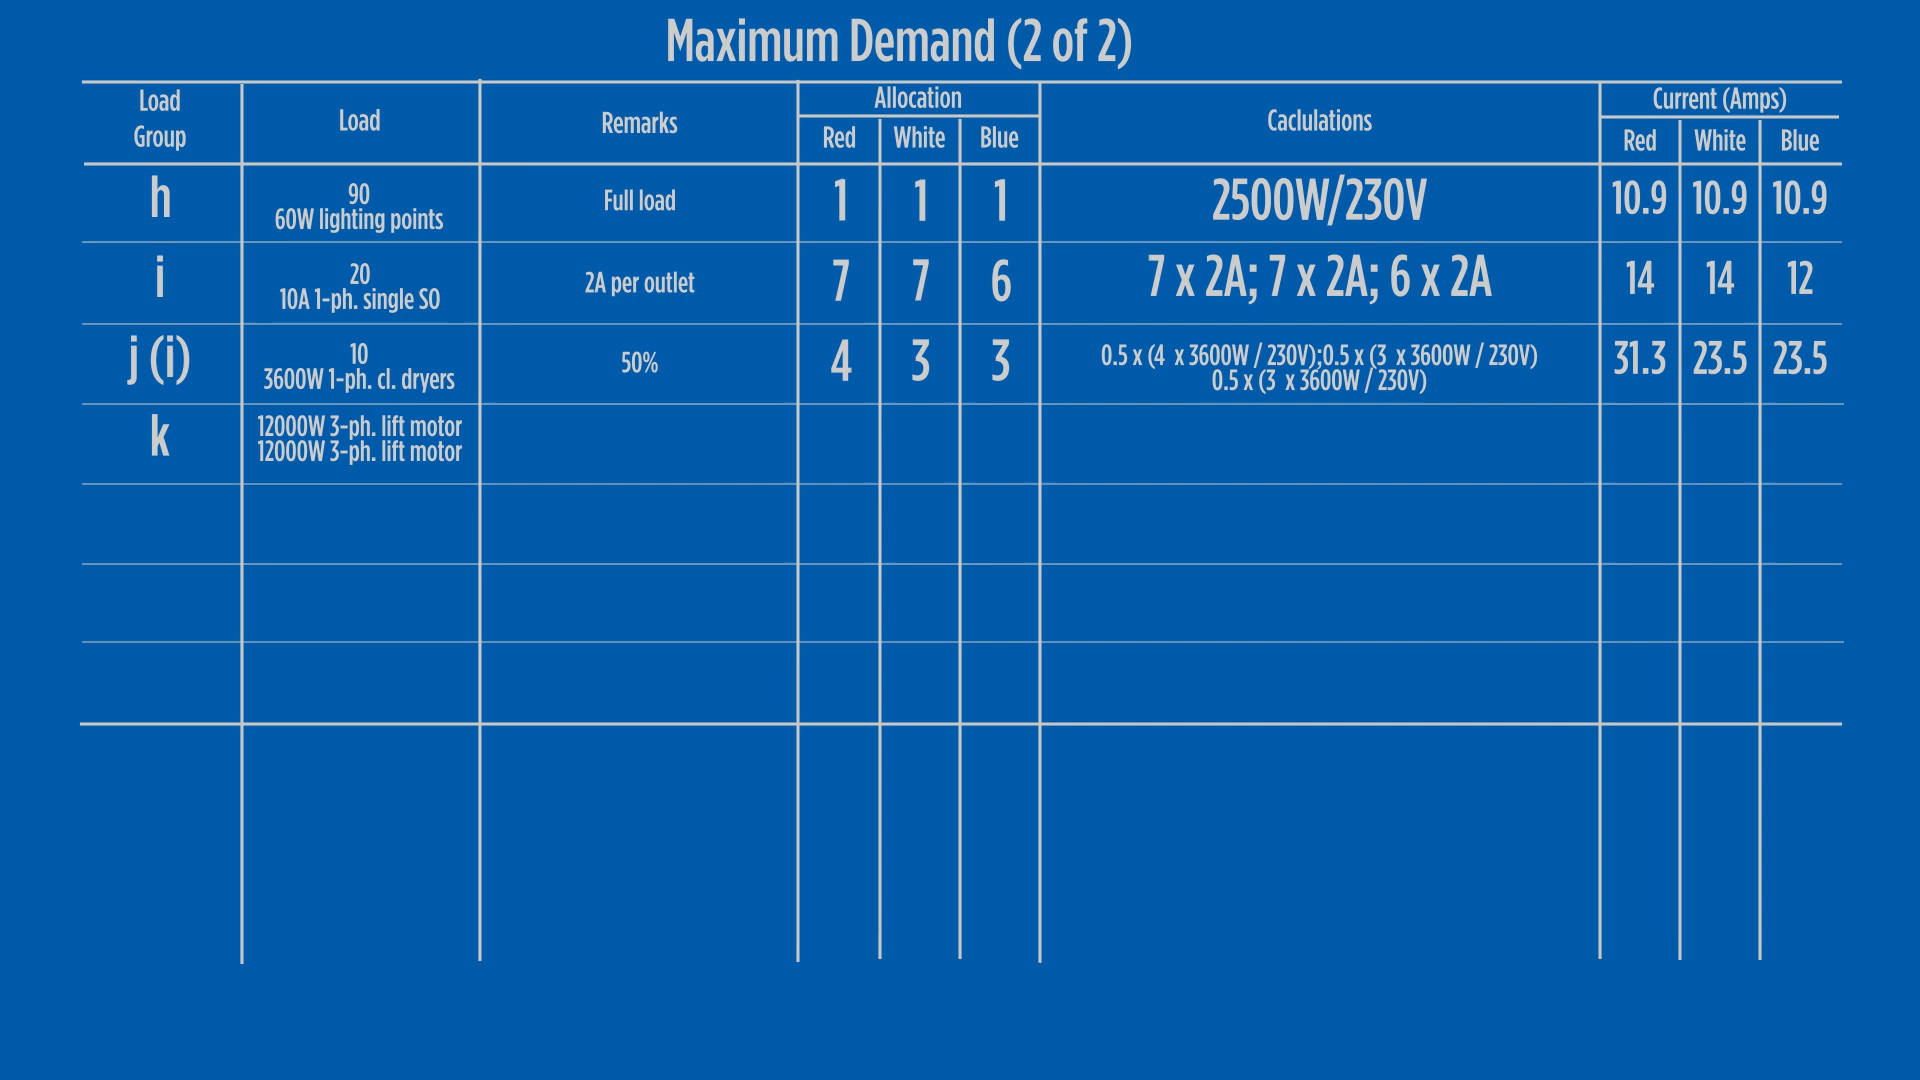 Maximum Demand (2 of 2)
Load
Group
Load
Remarks
Allocation
Red
White
Blue
Caclulations
Current (Amps)
Red
White
Blue
h
90
60W lighting points
Full load
1
1
1
2500W/230V
10.9
10.9
10.9
i
20
10A 1-ph. single SO
2A per outlet
7
7
6
7 x 2A; 7 x 2A; 6 x 2A
14
14
12
j (i)
10
3600W 1-ph. cl. dryers
50%
4
3
3
0.5 x (4 x 3600W / 230V);0.5 x (3 x 3600W / 230V)
0.5 x (3 x 3600W / 230V)
31.3
23.5
23.5
k
12000W 3-ph. lift motor
12000W 3-ph. lift motor